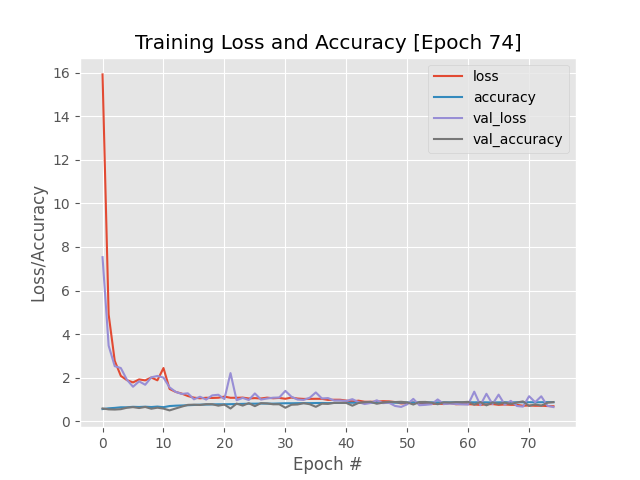 Training Loss and Accuracy [Epoch 74]
16
14
12
10
8
6
4
2
0
Loss/Accuracy
loss
accuracy
val_loss
val_accuracy
0 10 20 30 40 50 60 70
Epoch #